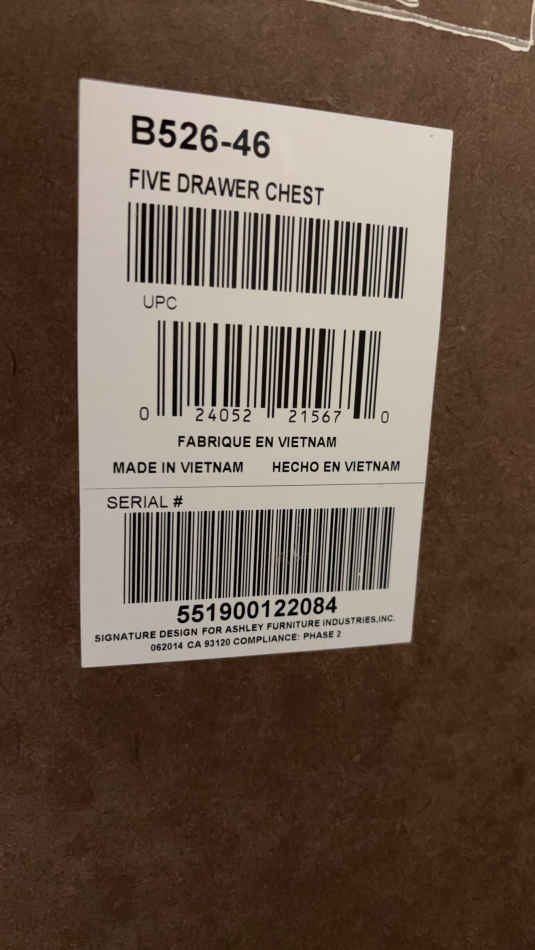 B526-46
FIVE DRAWER CHEST
UPC
0 24052 21567 0
FABRIQUE EN VIETNAM
MADE IN VIETNAM HECHO EN VIETNAM
SERIAL #
551900122084
SIGNATURE DESIGN FOR ASHLEY FURNITURE INDUSTRIES,INC.
062014 CA 93120 COMPLIANCE: PHASE 2